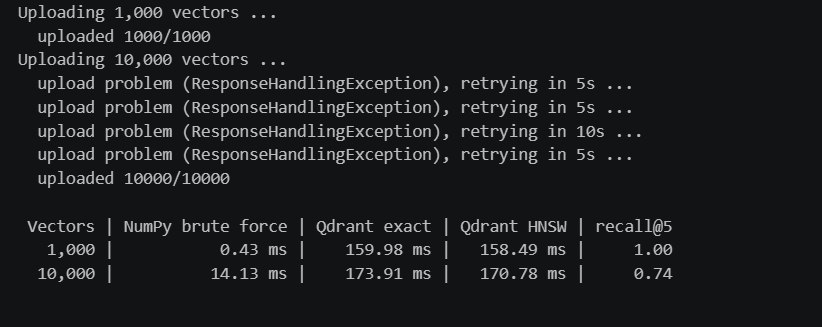 Uploading 1,000 vectors ...
  uploaded 1000/1000
Uploading 10,000 vectors ...
  upload problem (ResponseHandlingException), retrying in 5s ...
  upload problem (ResponseHandlingException), retrying in 5s ...
  upload problem (ResponseHandlingException), retrying in 10s ...
  upload problem (ResponseHandlingException), retrying in 5s ...
  uploaded 10000/10000
 Vectors | NumPy brute force | Qdrant exact | Qdrant HNSW | recall@5
   1,000 |           0.43 ms |    159.98 ms |   158.49 ms |     1.00
  10,000 |          14.13 ms |    173.91 ms |   170.78 ms |     0.74